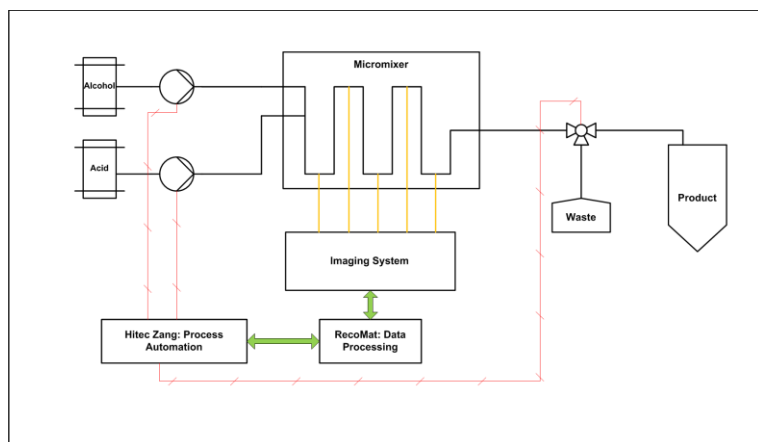 Micromixer
Alcohol
Acid
Product
Waste
Imaging System
Hitec Zang: Process
Automation
RecoMat: Data
Processing